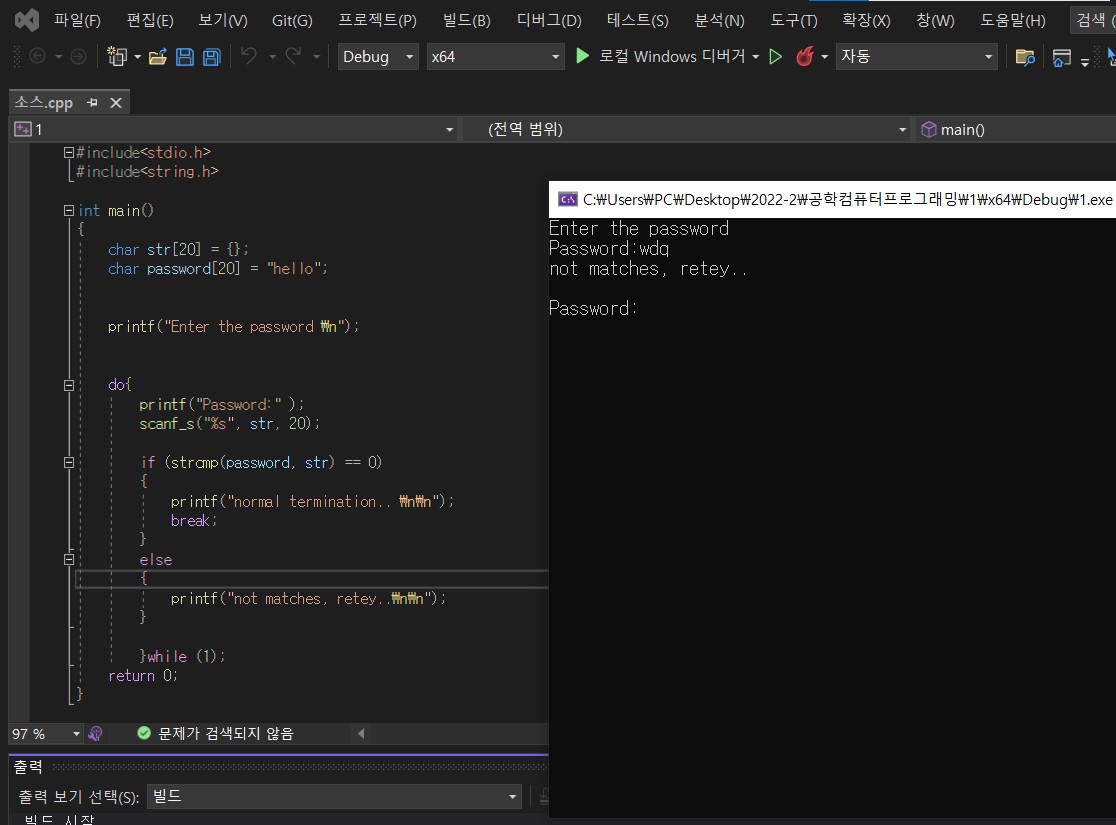 파일(F) 편집(E) 보기(V) Git(G) 프로젝트(P) 빌드(B) 디버그(D) 테스트(S) 분석(N) 도구(T) 확장(X) 창(W) 도움말(H) 검색 (
Debug x64 로컬 Windows 디버거 자동
소스.cpp
1 (전역 범위) main()
#include<stdio.h>
#include<string.h>
int main()
{
char str[20] = {};
char password[20] = "hello";
printf("Enter the password ₩n");
do{
printf("Password:" );
scanf_s("%s", str, 20);
if (strcmp(password, str) == 0)
{
printf("normal termination.. ₩n₩n");
break;
}
else
{
printf("not matches, retey..₩n₩n");
}
}while (1);
return 0;
}
97 % 문제가 검색되지 않음
출력
출력 보기 선택(S): 빌드
빌드 시작
C:₩Users₩PC₩Desktop₩2022-2₩공학컴퓨터프로그래밍₩1₩x64₩Debug₩1.exe
Enter the password
Password:wdq
not matches, retey..
Password: